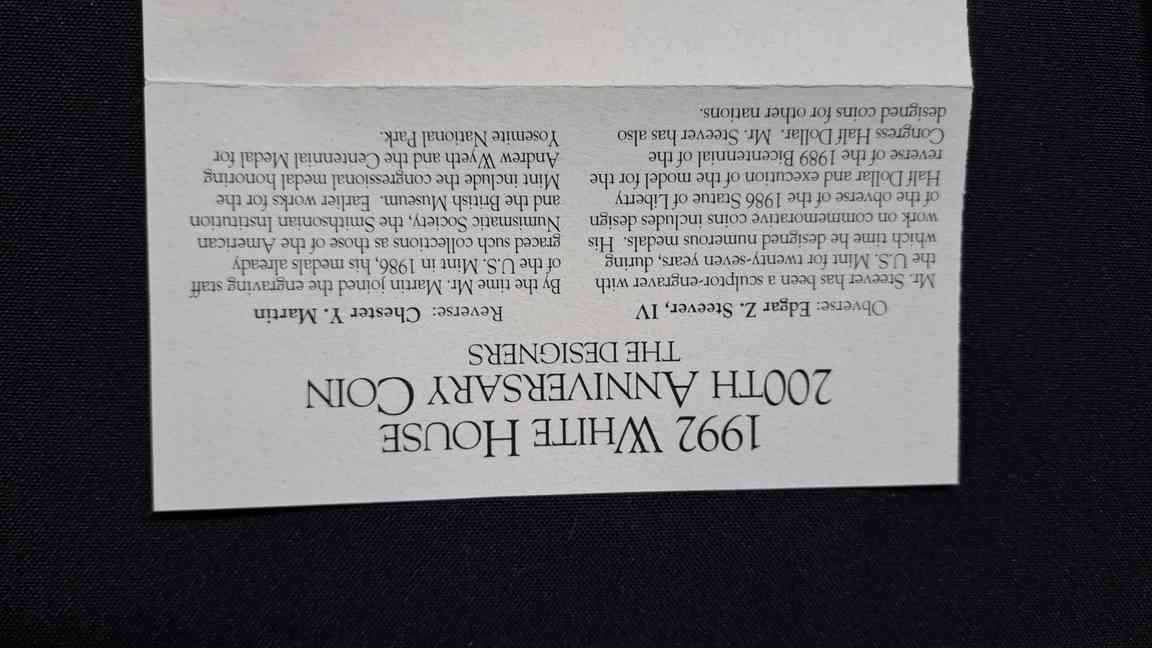 1992 WHITE HOUSE
200TH ANNIVERSARY COIN
THE DESIGNERS
Obverse: Edgar Z. Steever, IV
Mr. Steever has been a sculptor-engraver with
the U.S. Mint for twenty-seven years, during
which time he designed numerous medals. His
work on commemorative coins includes design
of the obverse of the 1986 Statue of Liberty
Half Dollar and execution of the model for the
reverse of the 1989 Bicentennial of the
Congress Half Dollar. Mr. Steever has also
designed coins for other nations.
Reverse: Chester Y. Martin
By the time Mr. Martin joined the engraving staff
of the U.S. Mint in 1986, his medals already
graced such collections as those of the American
Numismatic Society, the Smithsonian Institution
and the British Museum. Earlier works for the
Mint include the congressional medal honoring
Andrew Wyeth and the Centennial Medal for
Yosemite National Park.